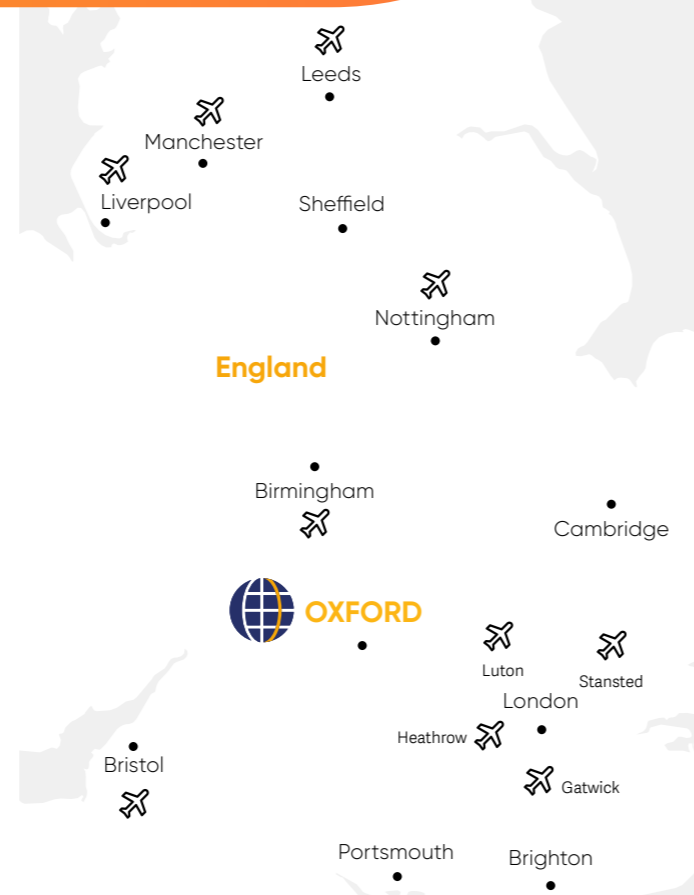 Leeds
Manchester
Liverpool
Sheffield
Nottingham
England
Birmingham
Cambridge
OXFORD
Luton
Stansted
London
Heathrow
Bristol
Gatwick
Portsmouth
Brighton